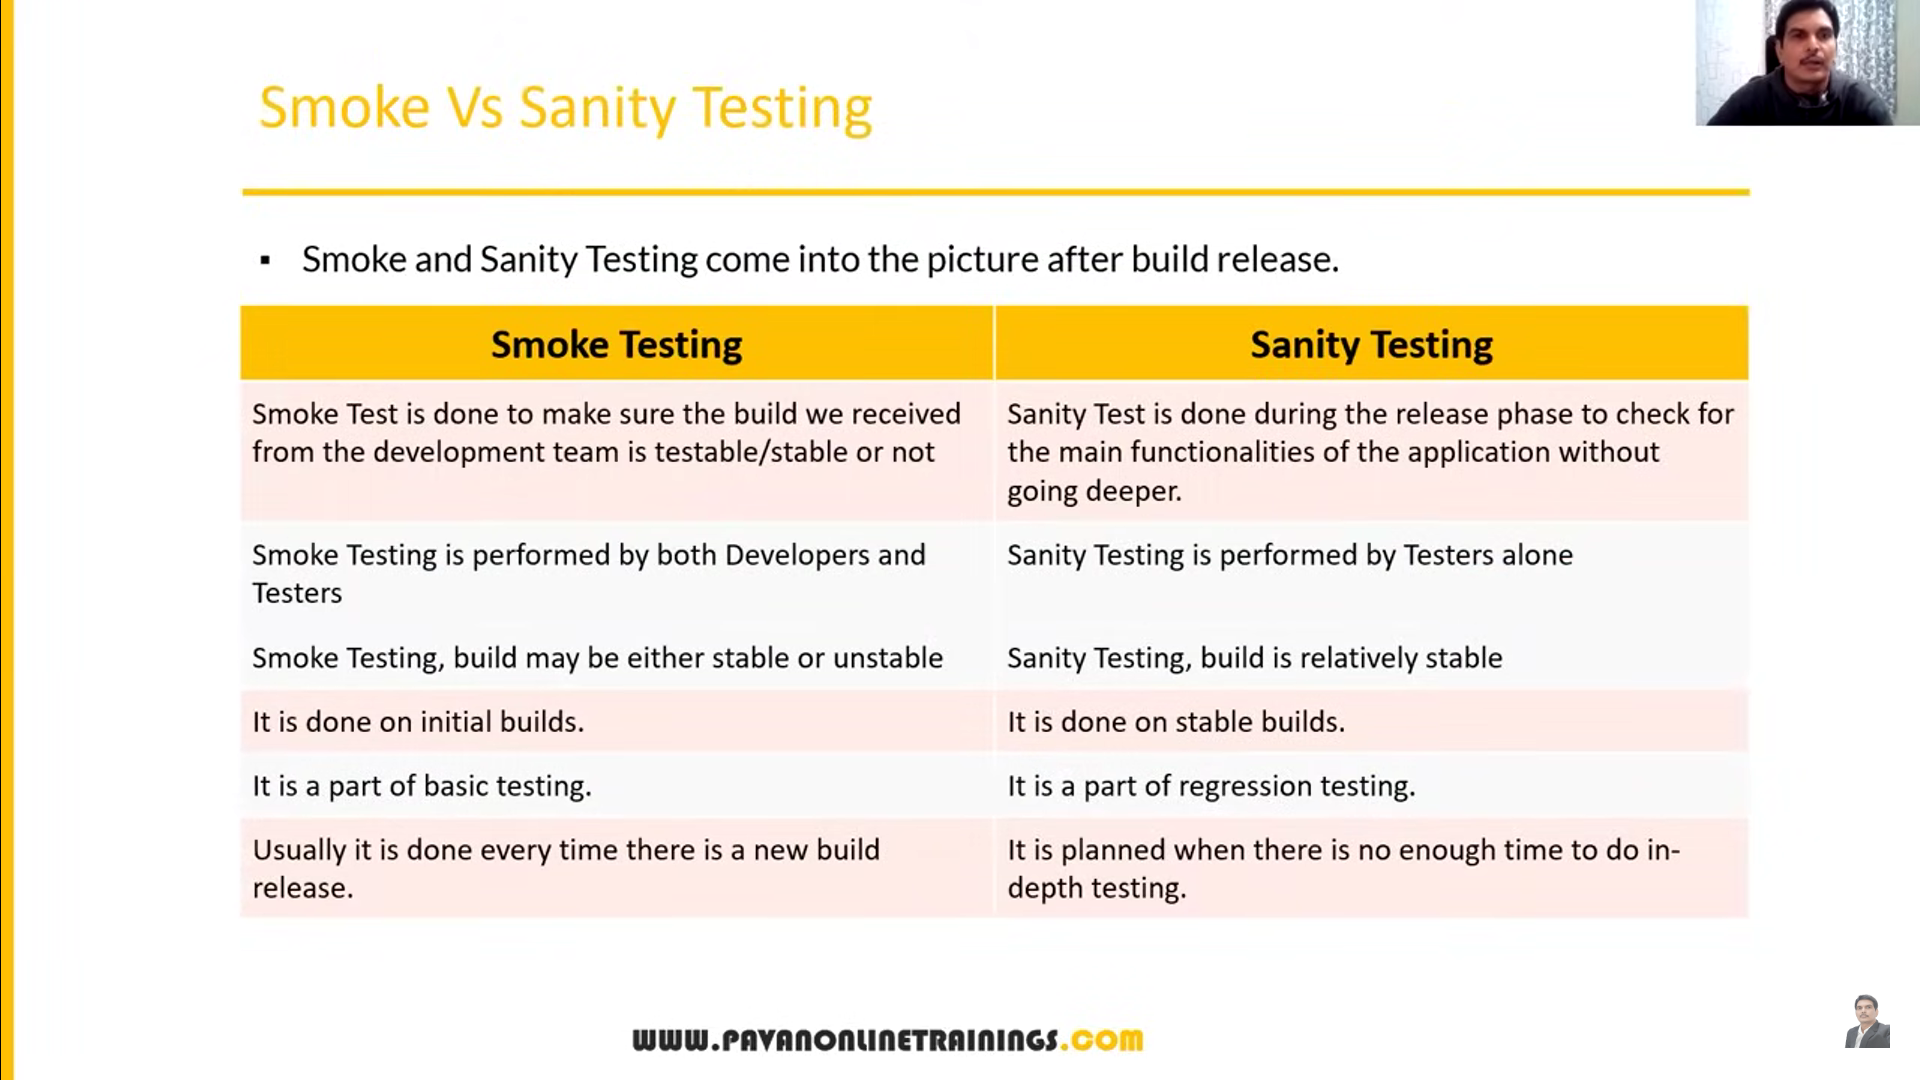 Smoke Vs Sanity Testing
▪ Smoke and Sanity Testing come into the picture after build release.
Smoke Testing
Sanity Testing
Smoke Test is done to make sure the build we received
from the development team is testable/stable or not
Sanity Test is done during the release phase to check for
the main functionalities of the application without
going deeper.
Smoke Testing is performed by both Developers and
Testers
Sanity Testing is performed by Testers alone
Smoke Testing, build may be either stable or unstable
Sanity Testing, build is relatively stable
It is done on initial builds.
It is done on stable builds.
It is a part of basic testing.
It is a part of regression testing.
Usually it is done every time there is a new build
release.
It is planned when there is no enough time to do in-
depth testing.
WWW.PAVANONLINETRAININGS.COM